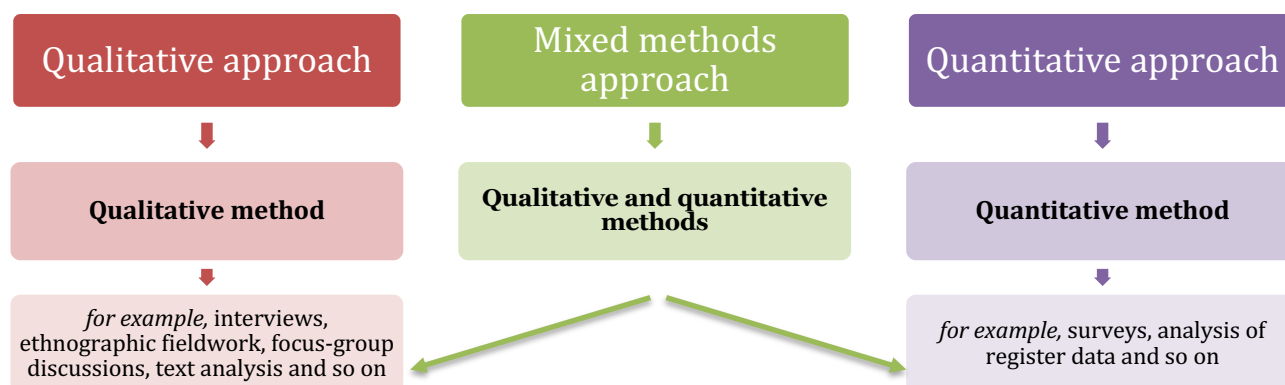 Qualitative approach
Mixed methods
approach
Quantitative approach
Qualitative method
Qualitative and quantitative
methods
Quantitative method
for example, interviews,
ethnographic fieldwork, focus-group
discussions, text analysis and so on
for example, surveys, analysis of
register data and so on